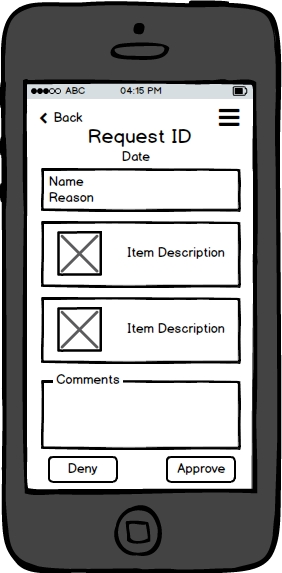 ABC 04:15 PM
Back
Request ID
Date
Name
Reason
Item Description
Item Description
Comments
Deny Approve